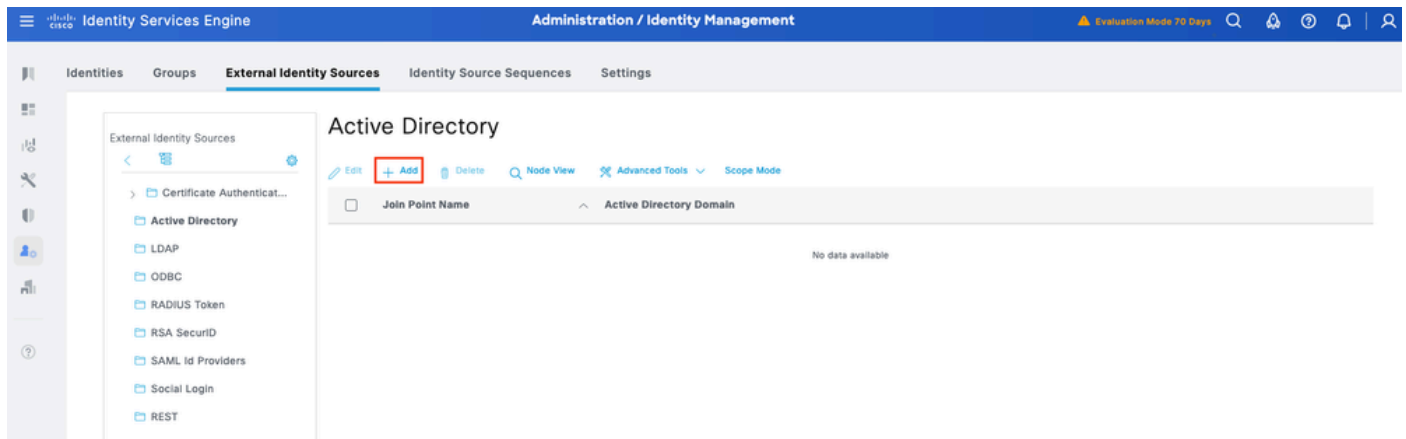 cisco Identity Services Engine
Administration / Identity Management
Evaluation Mode 70 Days
Identities Groups External Identity Sources Identity Source Sequences Settings
External Identity Sources
Certificate Authenticat...
Active Directory
LDAP
ODBC
RADIUS Token
RSA SecurID
SAML Id Providers
Social Login
REST
Active Directory
Edit Add Delete Node View Advanced Tools Scope Mode
Join Point Name Active Directory Domain
No data available